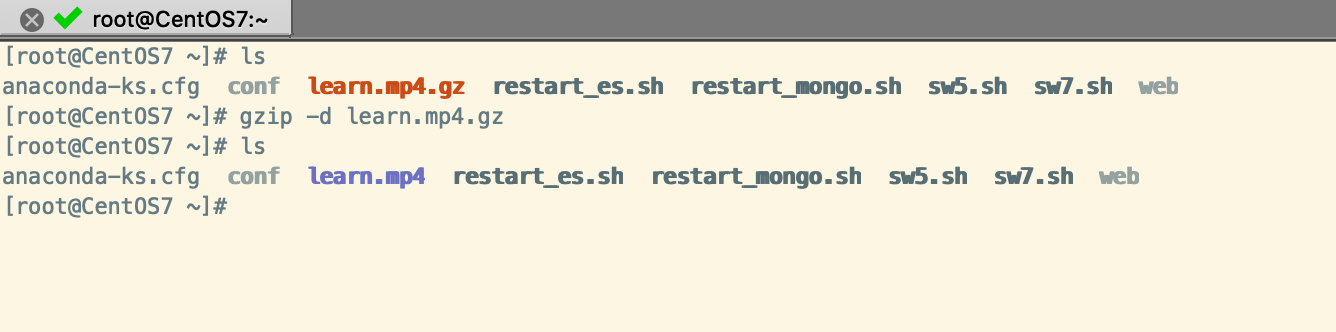 root@CentOS7:~
[root@CentOS7 ~]# ls
anaconda-ks.cfg  conf  learn.mp4.gz  restart_es.sh  restart_mongo.sh  sw5.sh  sw7.sh  web
[root@CentOS7 ~]# gzip -d learn.mp4.gz
[root@CentOS7 ~]# ls
anaconda-ks.cfg  conf  learn.mp4  restart_es.sh  restart_mongo.sh  sw5.sh  sw7.sh  web
[root@CentOS7 ~]#